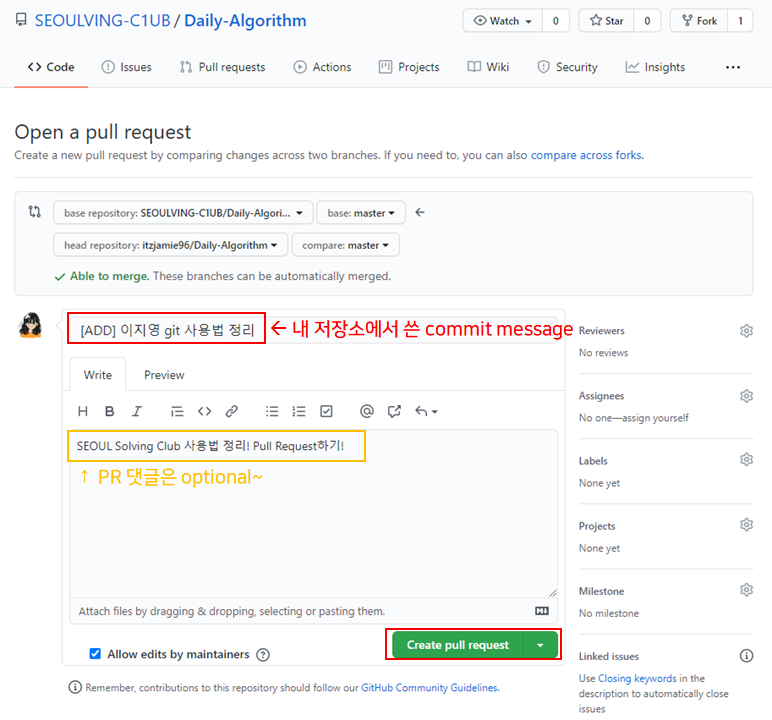 SEOULVING-C1UB / Daily-Algorithm
Watch 0 Star 0 Fork 1
Code Issues Pull requests Actions Projects Wiki Security Insights ...
Open a pull request
Create a new pull request by comparing changes across two branches. If you need to, you can also compare across forks.
base repository: SEOULVING-C1UB/Daily-Algori... base: master ←
head repository: itzjamie96/Daily-Algorithm compare: master
✓ Able to merge. These branches can be automatically merged.
[ADD] 이지영 git 사용법 정리 ← 내 저장소에서 쓴 commit message
Write Preview
H B I <> @
SEOUL Solving Club 사용법 정리! Pull Request하기!
↑ PR 댓글은 optional~
Attach files by dragging & dropping, selecting or pasting them.
Allow edits by maintainers ?
Create pull request
Remember, contributions to this repository should follow our GitHub Community Guidelines.
Reviewers
No reviews
Assignees
No one—assign yourself
Labels
None yet
Projects
None yet
Milestone
No milestone
Linked issues
Use Closing keywords in the
description to automatically close
issues